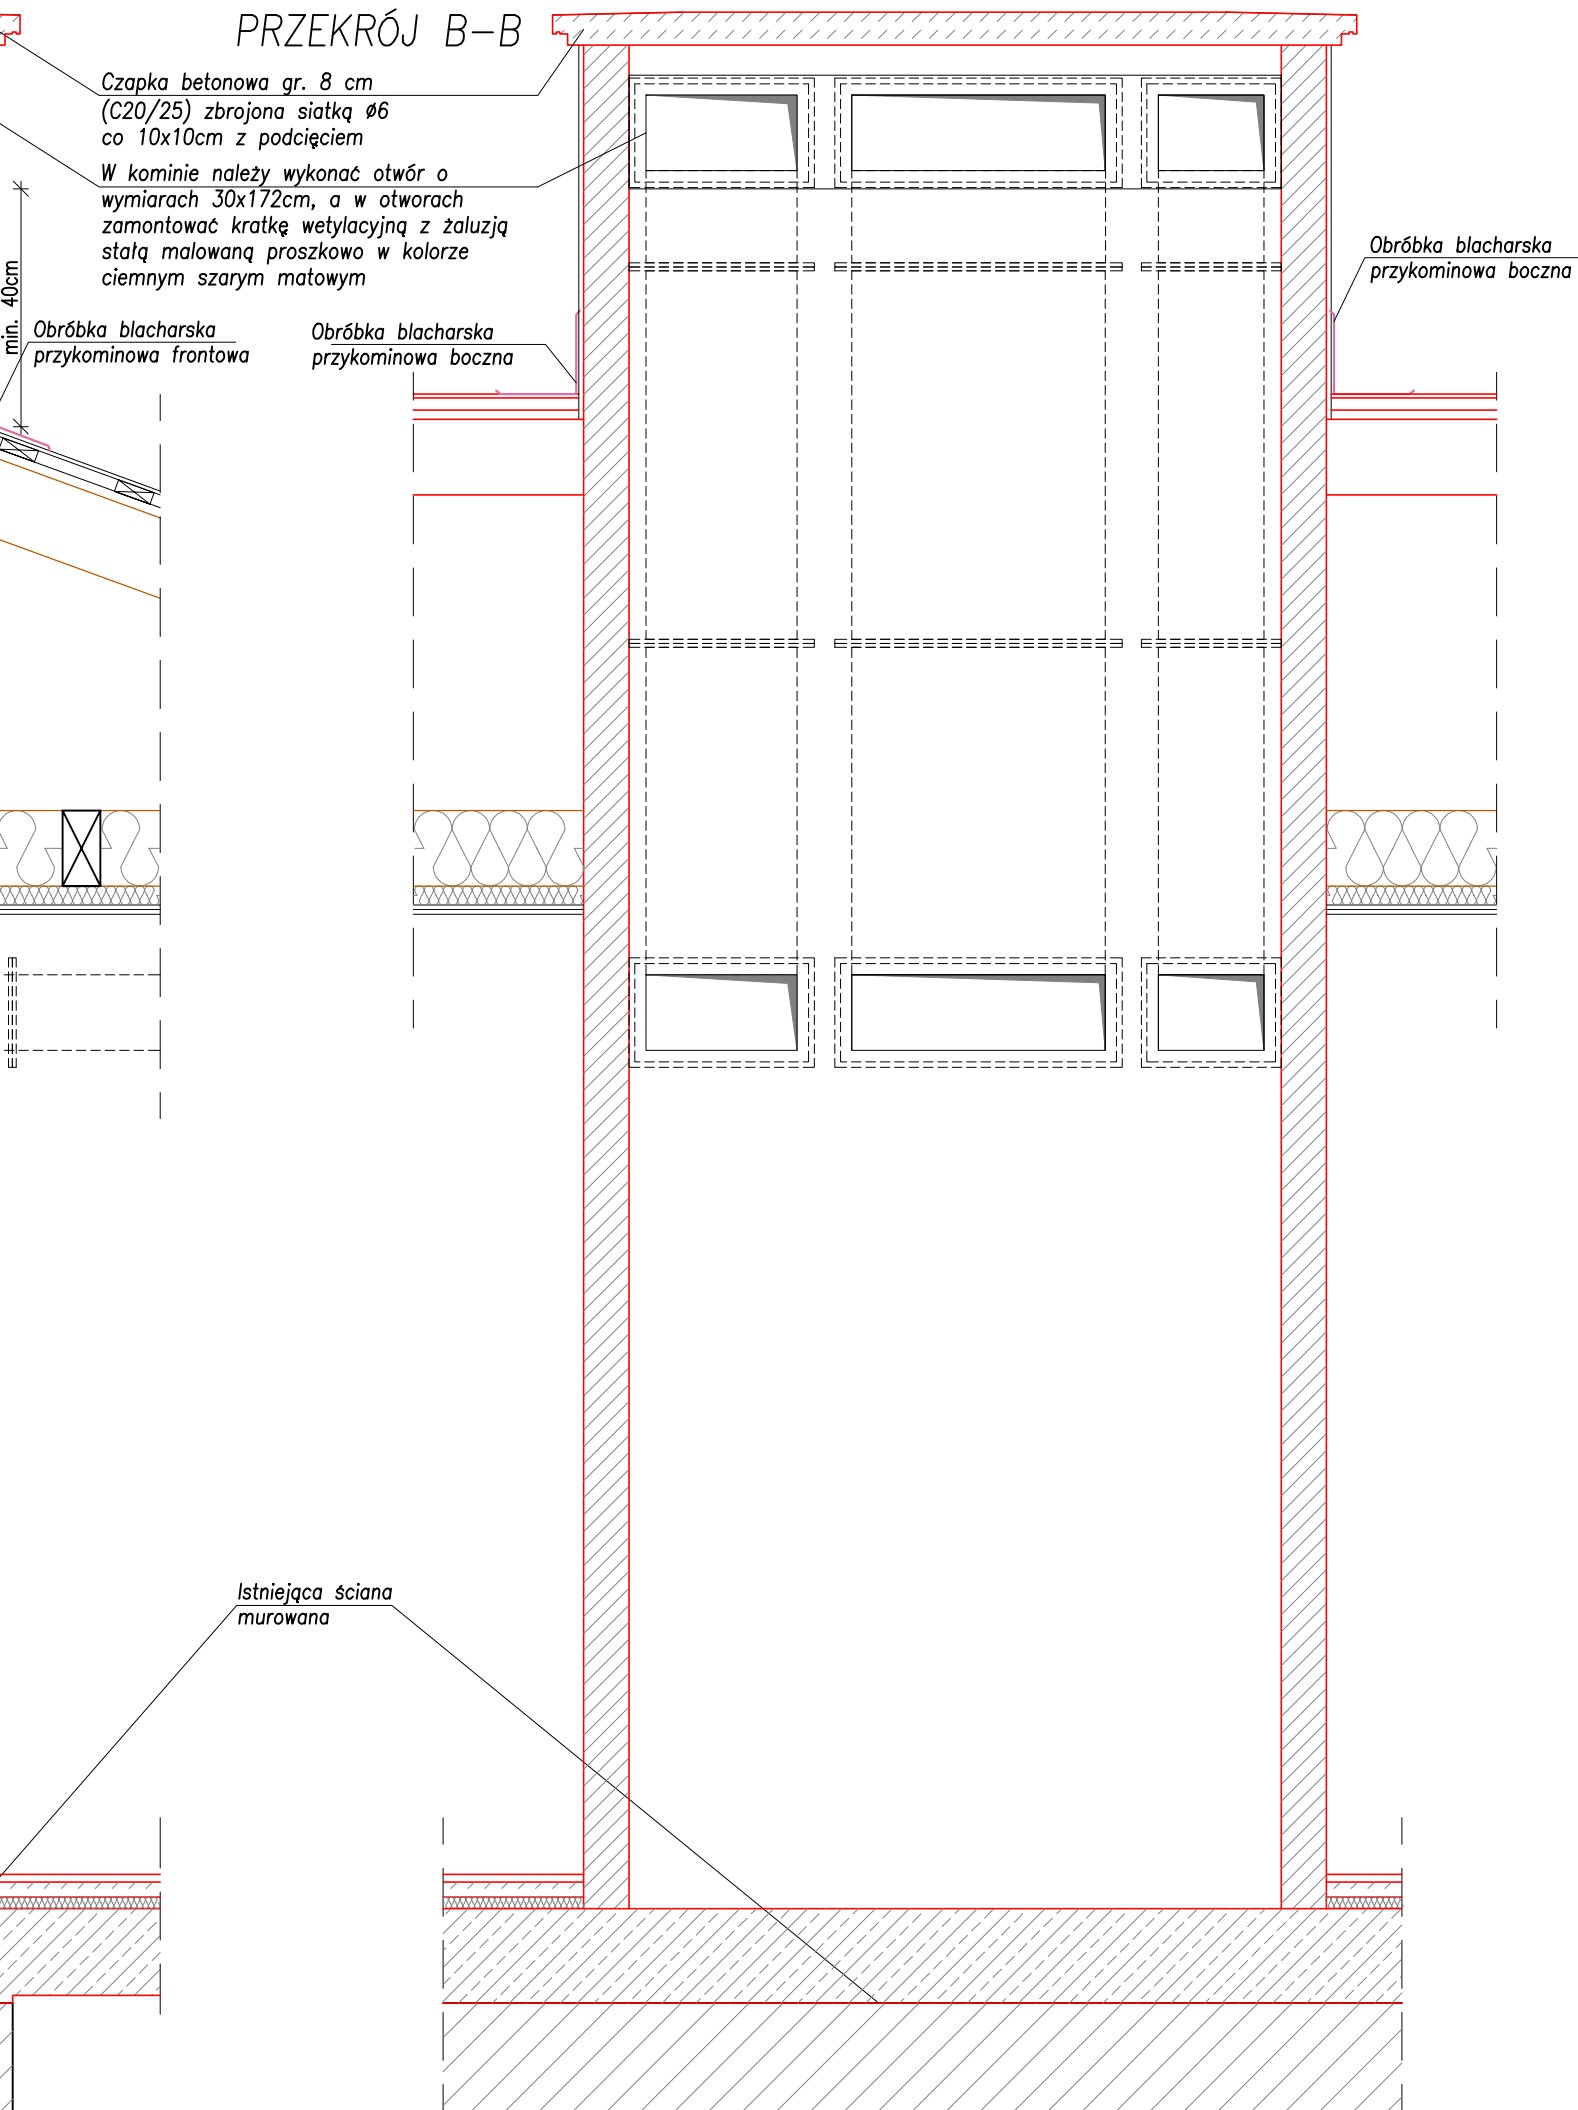 PRZEKRÓJ B-B
Czapka betonowa gr. 8 cm
(C20/25) zbrojona siatką ø6
co 10x10cm z podcięciem
W kominie należy wykonać otwór o
wymiarach 30x172cm, a w otworach
zamontować kratkę wetylacyjną z żaluzją
stałą malowaną proszkowo w kolorze
ciemnym szarym matowym
min. 40cm
Obróbka blacharska
przykominowa frontowa
Obróbka blacharska
przykominowa boczna
Obróbka blacharska
przykominowa boczna
Istniejąca ściana
murowana